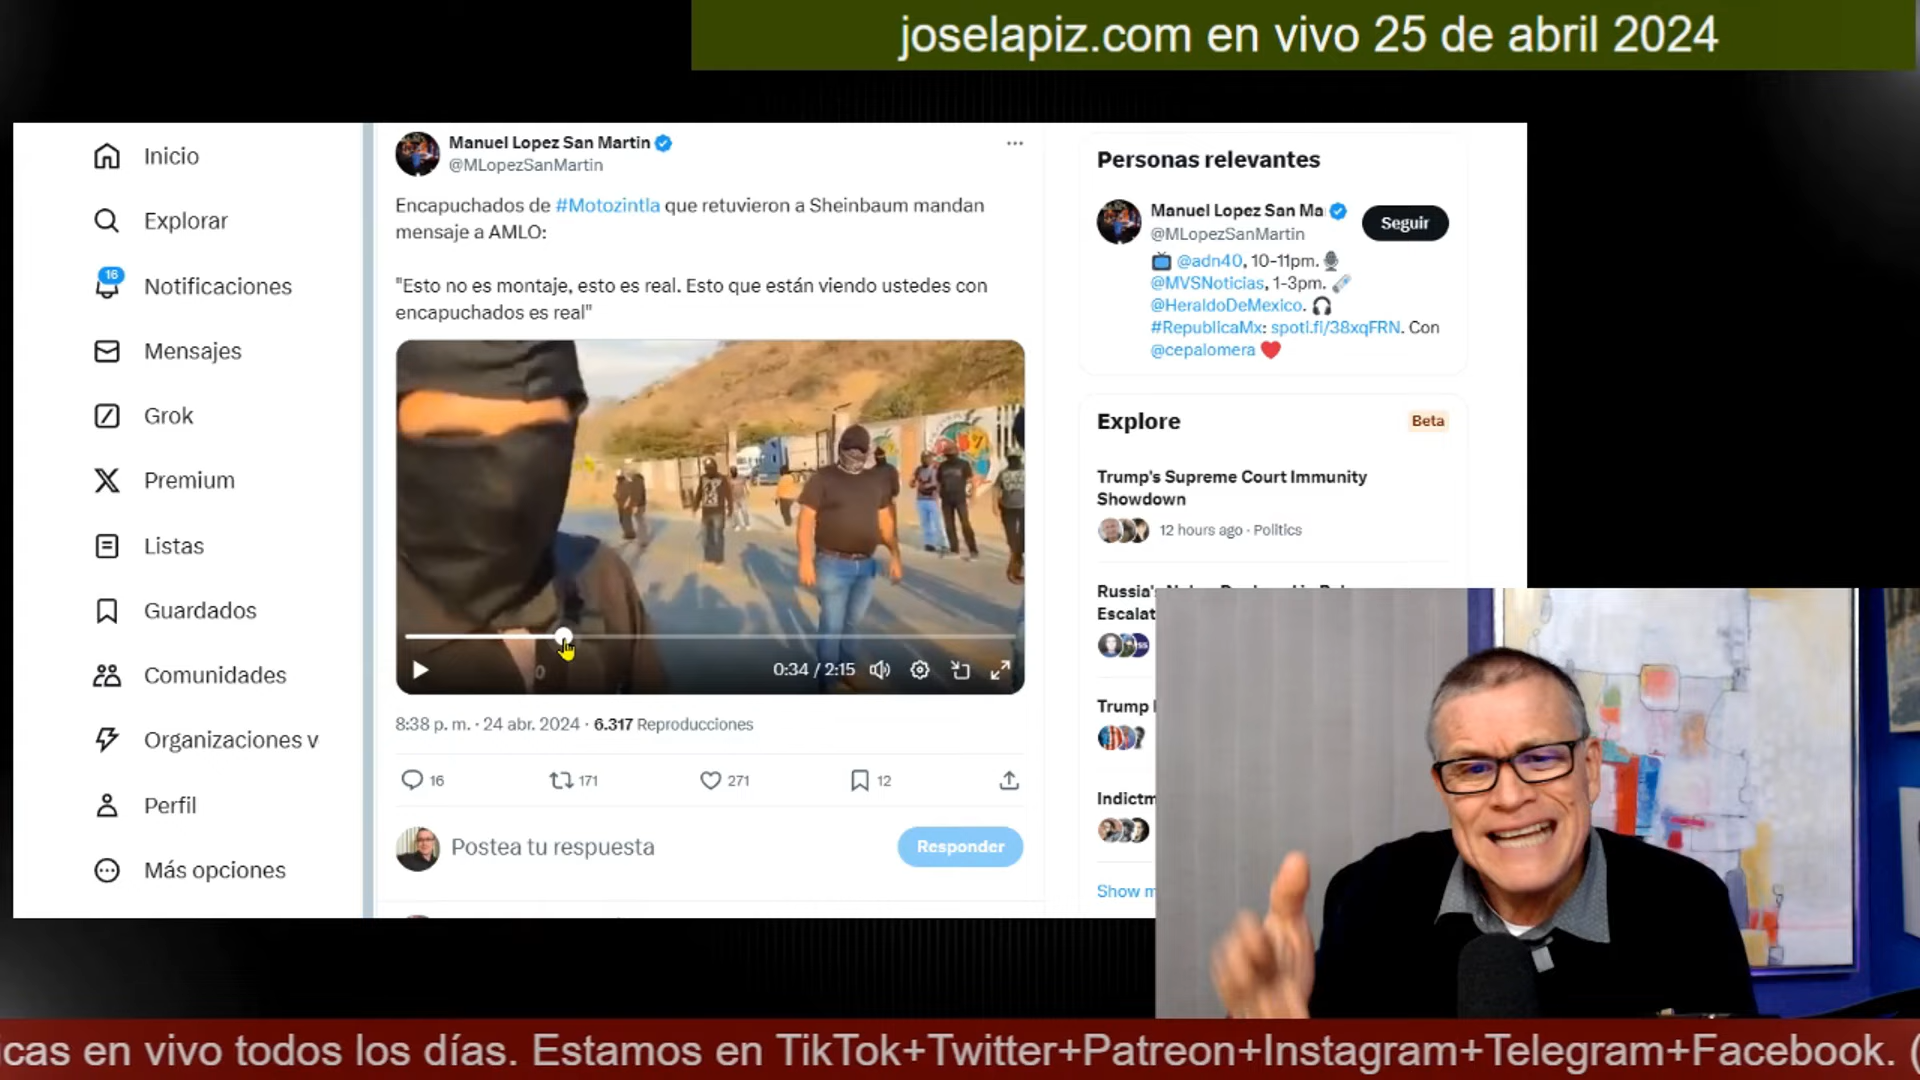 joselapiz.com en vivo 25 de abril 2024
Inicio
Explorar
16
Notificaciones
Mensajes
Grok
Premium
Listas
Guardados
Comunidades
Organizaciones v
Perfil
Más opciones
Manuel Lopez San Martin
@MLopezSanMartin
Encapuchados de #Motozintla que retuvieron a Sheinbaum mandan
mensaje a AMLO:
"Esto no es montaje, esto es real. Esto que están viendo ustedes con
encapuchados es real"
0:34 / 2:15
8:38 p. m. · 24 abr. 2024 · 6.317 Reproducciones
16 171 271 12
Postea tu respuesta
Responder
Personas relevantes
Manuel Lopez San Ma
@MLopezSanMartin
Seguir
@adn40, 10-11pm.
@MVSNoticias, 1-3pm.
@HeraldoDeMexico.
#RepublicaMx: spoti.fi/38xqFRN. Con
@cepalomera
Explore
Beta
Trump's Supreme Court Immunity
Showdown
12 hours ago · Politics
Russia's
Escalat
Trump
Indictm
Show m
icas en vivo todos los días. Estamos en TikTok+Twitter+Patreon+Instagram+Telegram+Facebook. (